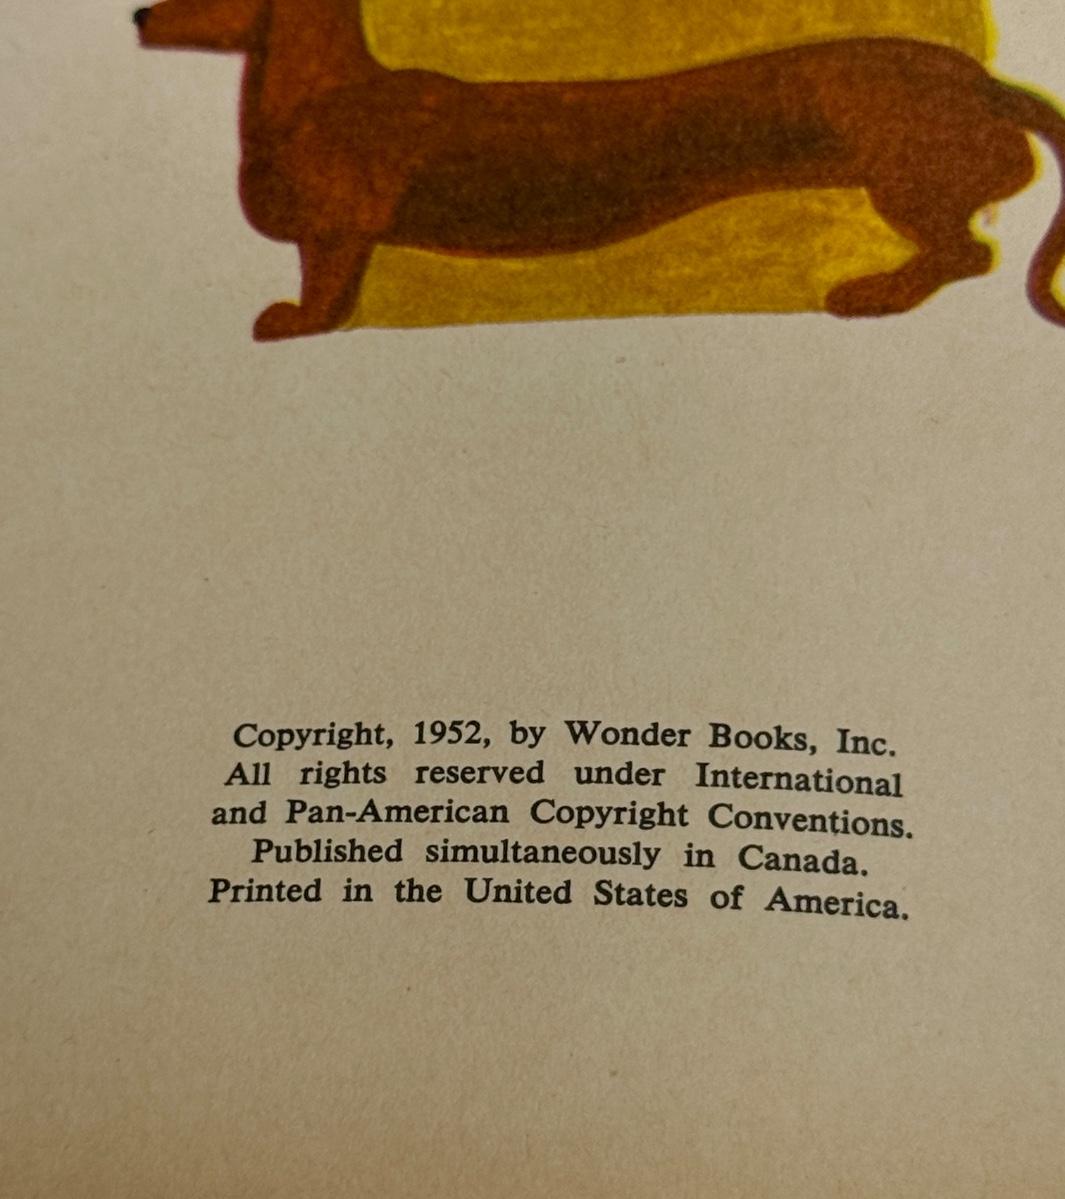 Copyright, 1952, by Wonder Books, Inc.
All rights reserved under International
and Pan-American Copyright Conventions.
Published simultaneously in Canada.
Printed in the United States of America.